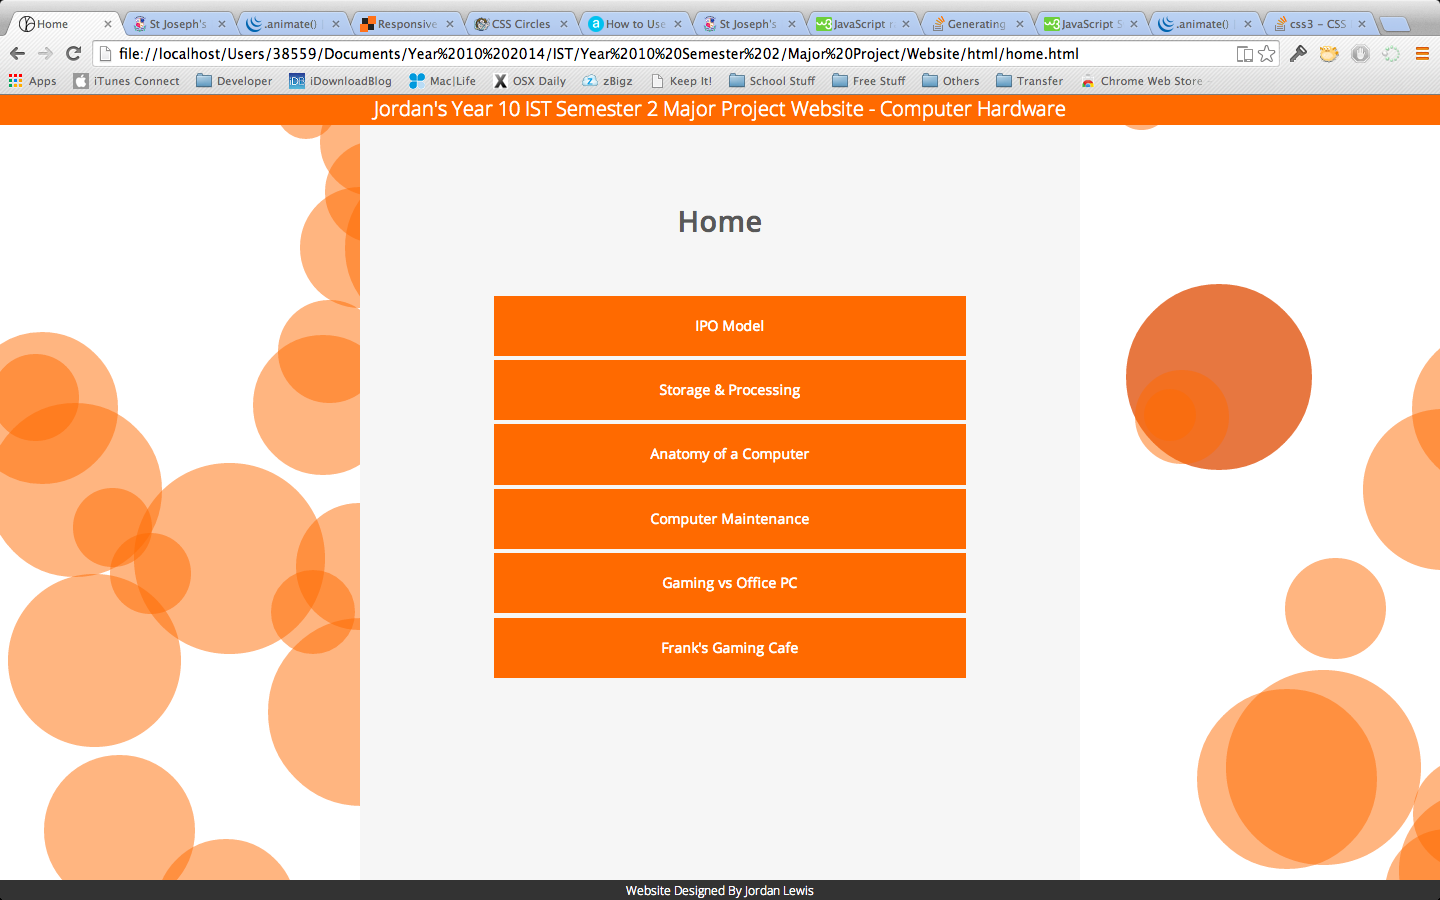 Home
St Joseph's
.animate()
Responsive
CSS Circles
How to Use
St Joseph's
JavaScript r
Generating
JavaScript S
.animate()
css3 - CSS
file://localhost/Users/38559/Documents/Year%2010%202014/IST/Year%2010%20Semester%202/Major%20Project/Website/html/home.html
Apps iTunes Connect Developer iDownloadBlog Mac|Life OSX Daily zBigz Keep It! School Stuff Free Stuff Others Transfer Chrome Web Store
Jordan's Year 10 IST Semester 2 Major Project Website - Computer Hardware
Home
IPO Model
Storage & Processing
Anatomy of a Computer
Computer Maintenance
Gaming vs Office PC
Frank's Gaming Cafe
Website Designed By Jordan Lewis